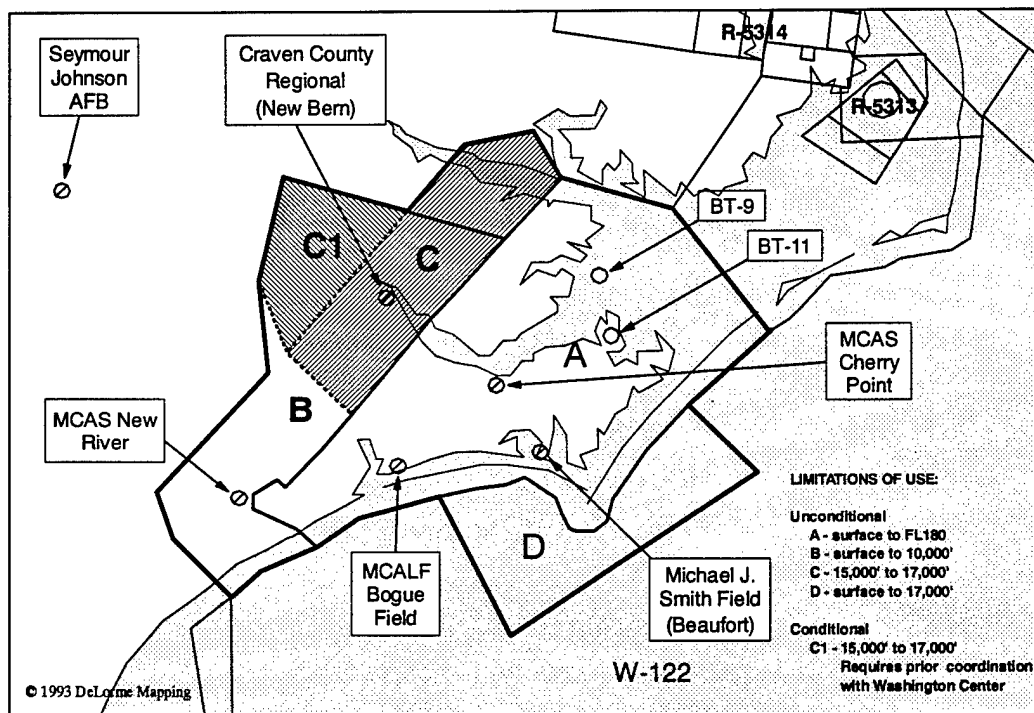 Seymour
Johnson
AFB
Craven County
Regional
(New Bern)
R-5314
R-5313
BT-9
BT-11
C1
C
A
B
D
MCAS
Cherry
Point
MCAS New
River
MCALF
Bogue
Field
Michael J.
Smith Field
(Beaufort)
W-122
LIMITATIONS OF USE:
Unconditional
A - surface to FL180
B - surface to 10,000'
C - 15,000' to 17,000'
D - surface to 17,000'
Conditional
C1 - 15,000' to 17,000'
Requires prior coordination
with Washington Center
© 1993 DeLorme Mapping